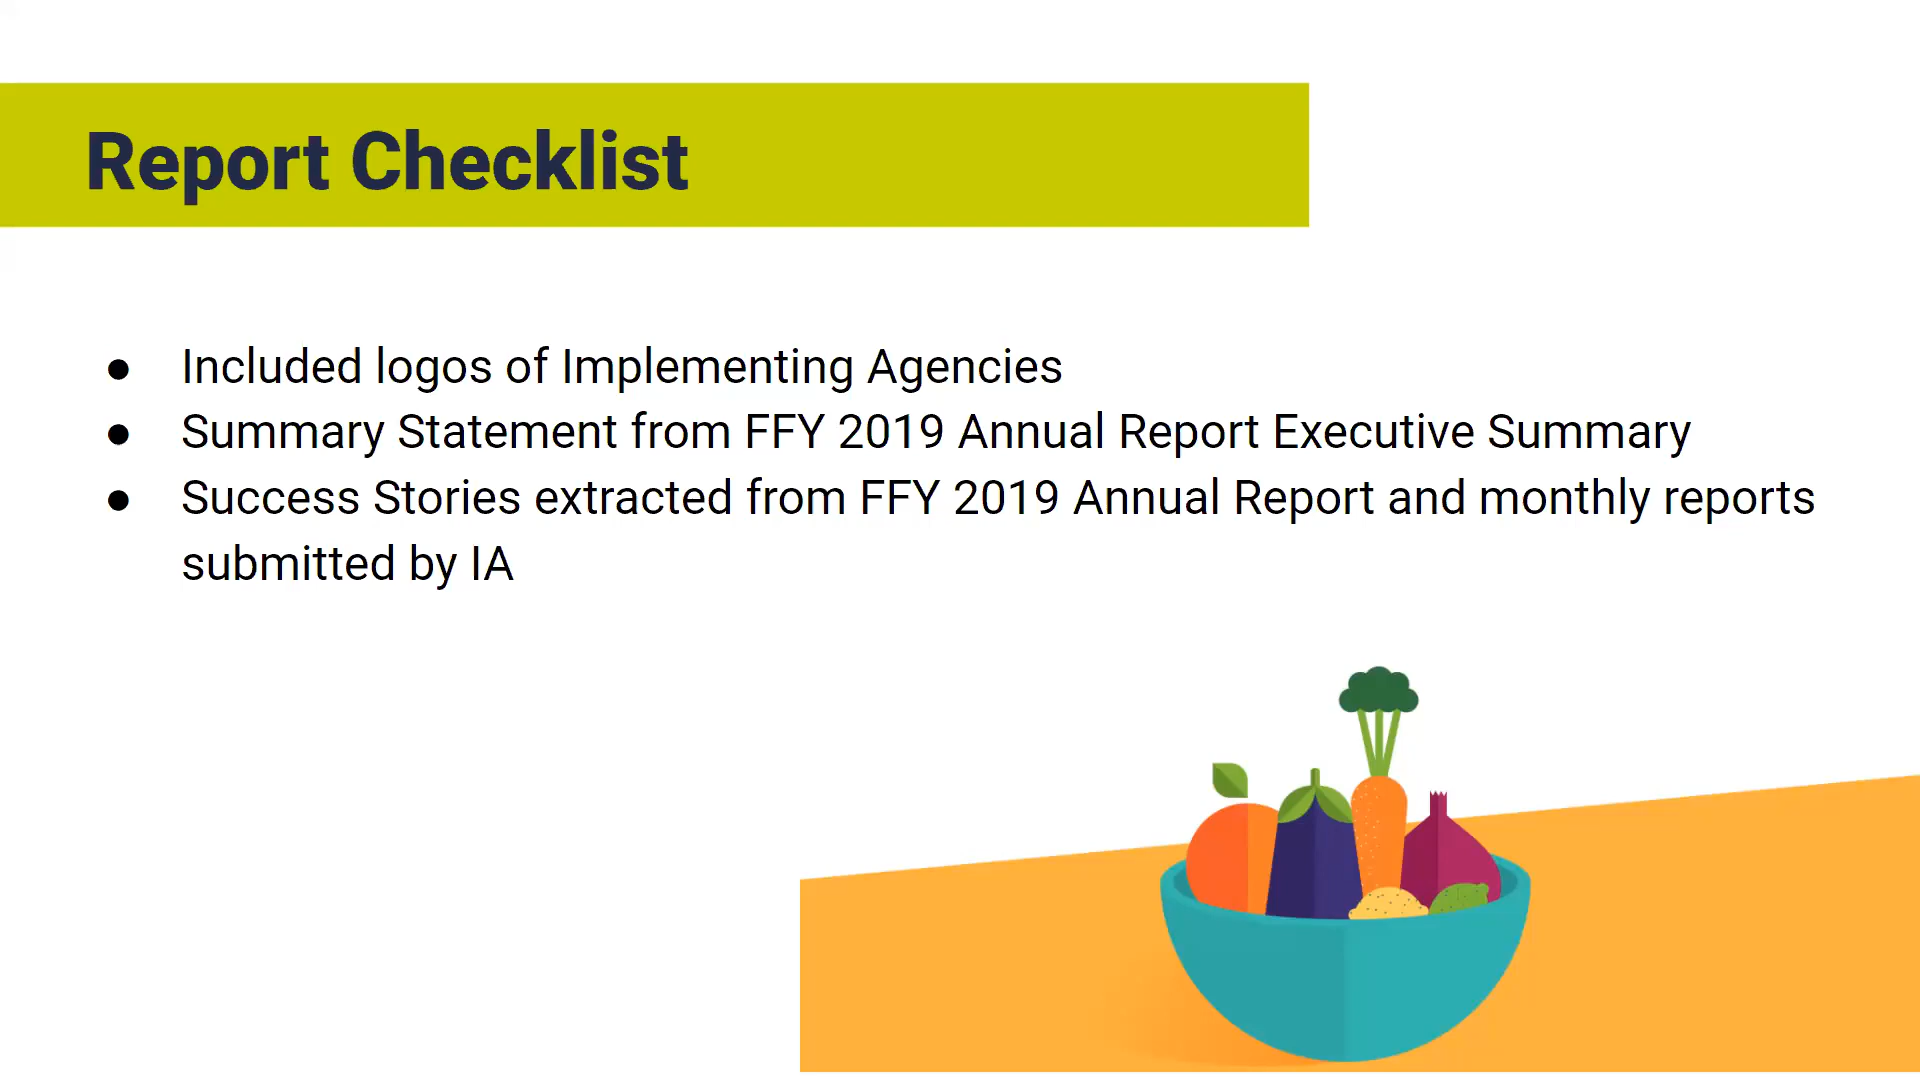 Report Checklist
● Included logos of Implementing Agencies
● Summary Statement from FFY 2019 Annual Report Executive Summary
● Success Stories extracted from FFY 2019 Annual Report and monthly reports
submitted by IA